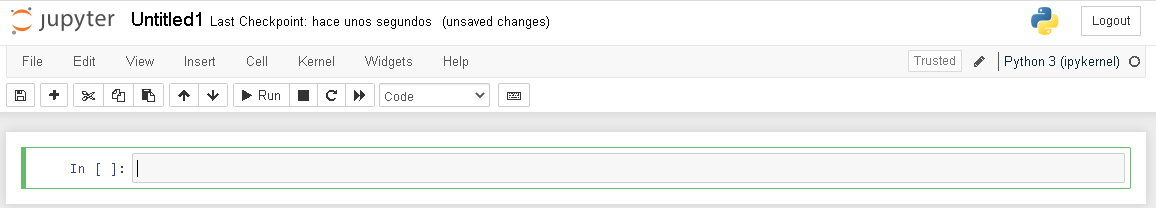 jupyter Untitled1 Last Checkpoint: hace unos segundos (unsaved changes) Logout
File Edit View Insert Cell Kernel Widgets Help Trusted Python 3 (ipykernel)
Run Code
In [ ]: